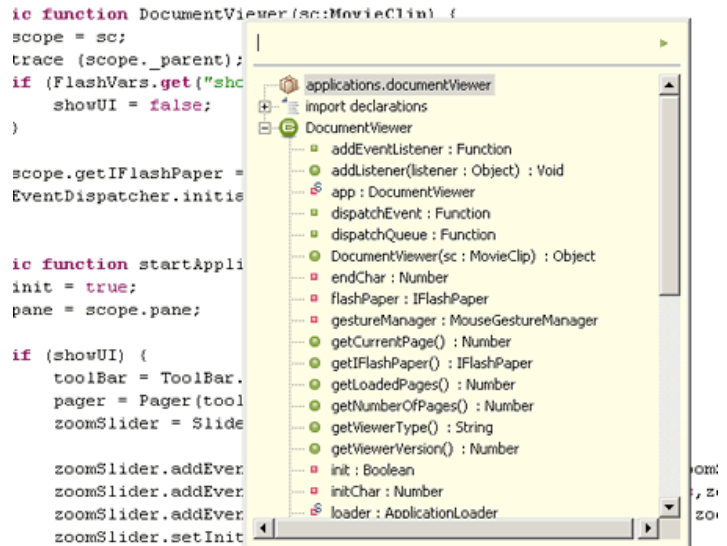 ic function DocumentViewer(sc:MovieClip) {
scope = sc;
trace (scope._parent);
if (FlashVars.get("sho
showUI = false;
)
scope.getIFlashPaper =
EventDispatcher.initia
ic function startAppli
init = true;
pane = scope.pane;
if (showUI) {
toolBar = ToolBar.
pager = Pager(tool
zoomSlider = Slide
zoomSlider.addEver
zoomSlider.addEver
zoomSlider.addEver
zoomSlider.setInit
applications.documentViewer
import declarations
DocumentViewer
addEventListener : Function
addListener(listener : Object) : Void
app : DocumentViewer
dispatchEvent : Function
dispatchQueue : Function
DocumentViewer(sc : MovieClip) : Object
endChar : Number
flashPaper : IFlashPaper
gestureManager : MouseGestureManager
getCurrentPage() : Number
getIFlashPaper() : IFlashPaper
getLoadedPages() : Number
getNumberOfPages() : Number
getViewerType() : String
getViewerVersion() : Number
init : Boolean
initChar : Number
loader : ApplicationLoader